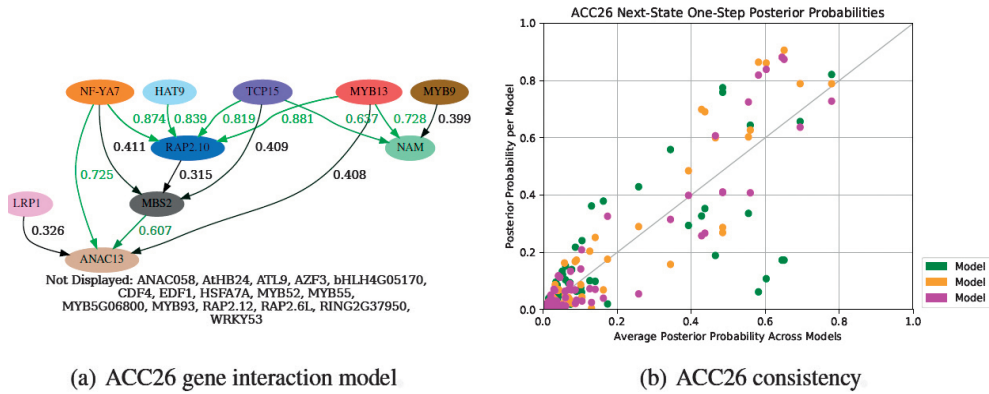 NF-YA7 HAT9 TCP15 MYB13 MYB9
0.874 0.839 0.819 0.881 0.637 0.728 0.399
0.411 RAP2.10 0.409 NAM
0.725 0.315 0.408
LRP1 MBS2
0.326 0.607
ANAC13
Not Displayed: ANAC058, AtHB24, ATL9, AZF3, bHLH4G05170,
CDF4, EDF1, HSFA7A, MYB52, MYB55,
MYB5G06800, MYB93, RAP2.12, RAP2.6L, RING2G37950,
WRKY53
(a) ACC26 gene interaction model
ACC26 Next-State One-Step Posterior Probabilities
Posterior Probability per Model
1.0
0.8
0.6
0.4
0.2
0.0
0.0 0.2 0.4 0.6 0.8 1.0
Average Posterior Probability Across Models
Model
Model
Model
(b) ACC26 consistency